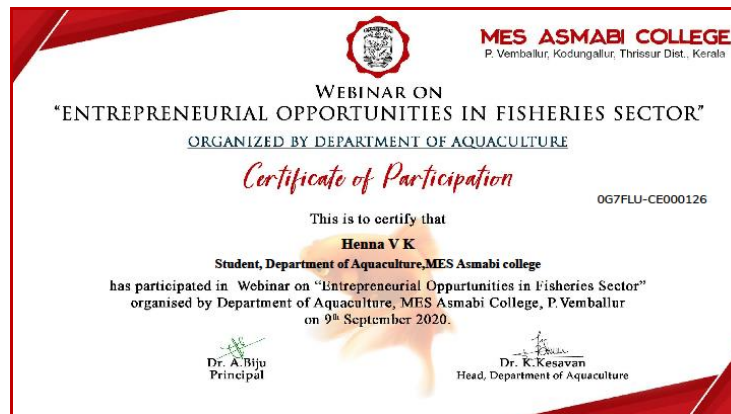 MES ASMABI COLLEGE
P. Vemballur, Kodungallur, Thrissur Dist., Kerala
WEBINAR ON
“ENTREPRENEURIAL OPPORTUNITIES IN FISHERIES SECTOR”
ORGANIZED BY DEPARTMENT OF AQUACULTURE
Certificate of Participation
0G7FLU-CE000126
This is to certify that
Henna V K
Student, Department of Aquaculture,MES Asmabi college
has participated in Webinar on “Entrepreneurial Oppurtunities in Fisheries Sector”
organised by Department of Aquaculture, MES Asmabi College, P. Vemballur
on 9th September 2020.
Dr. A.Biju
Principal
Dr. K.Kesavan
Head, Department of Aquaculture